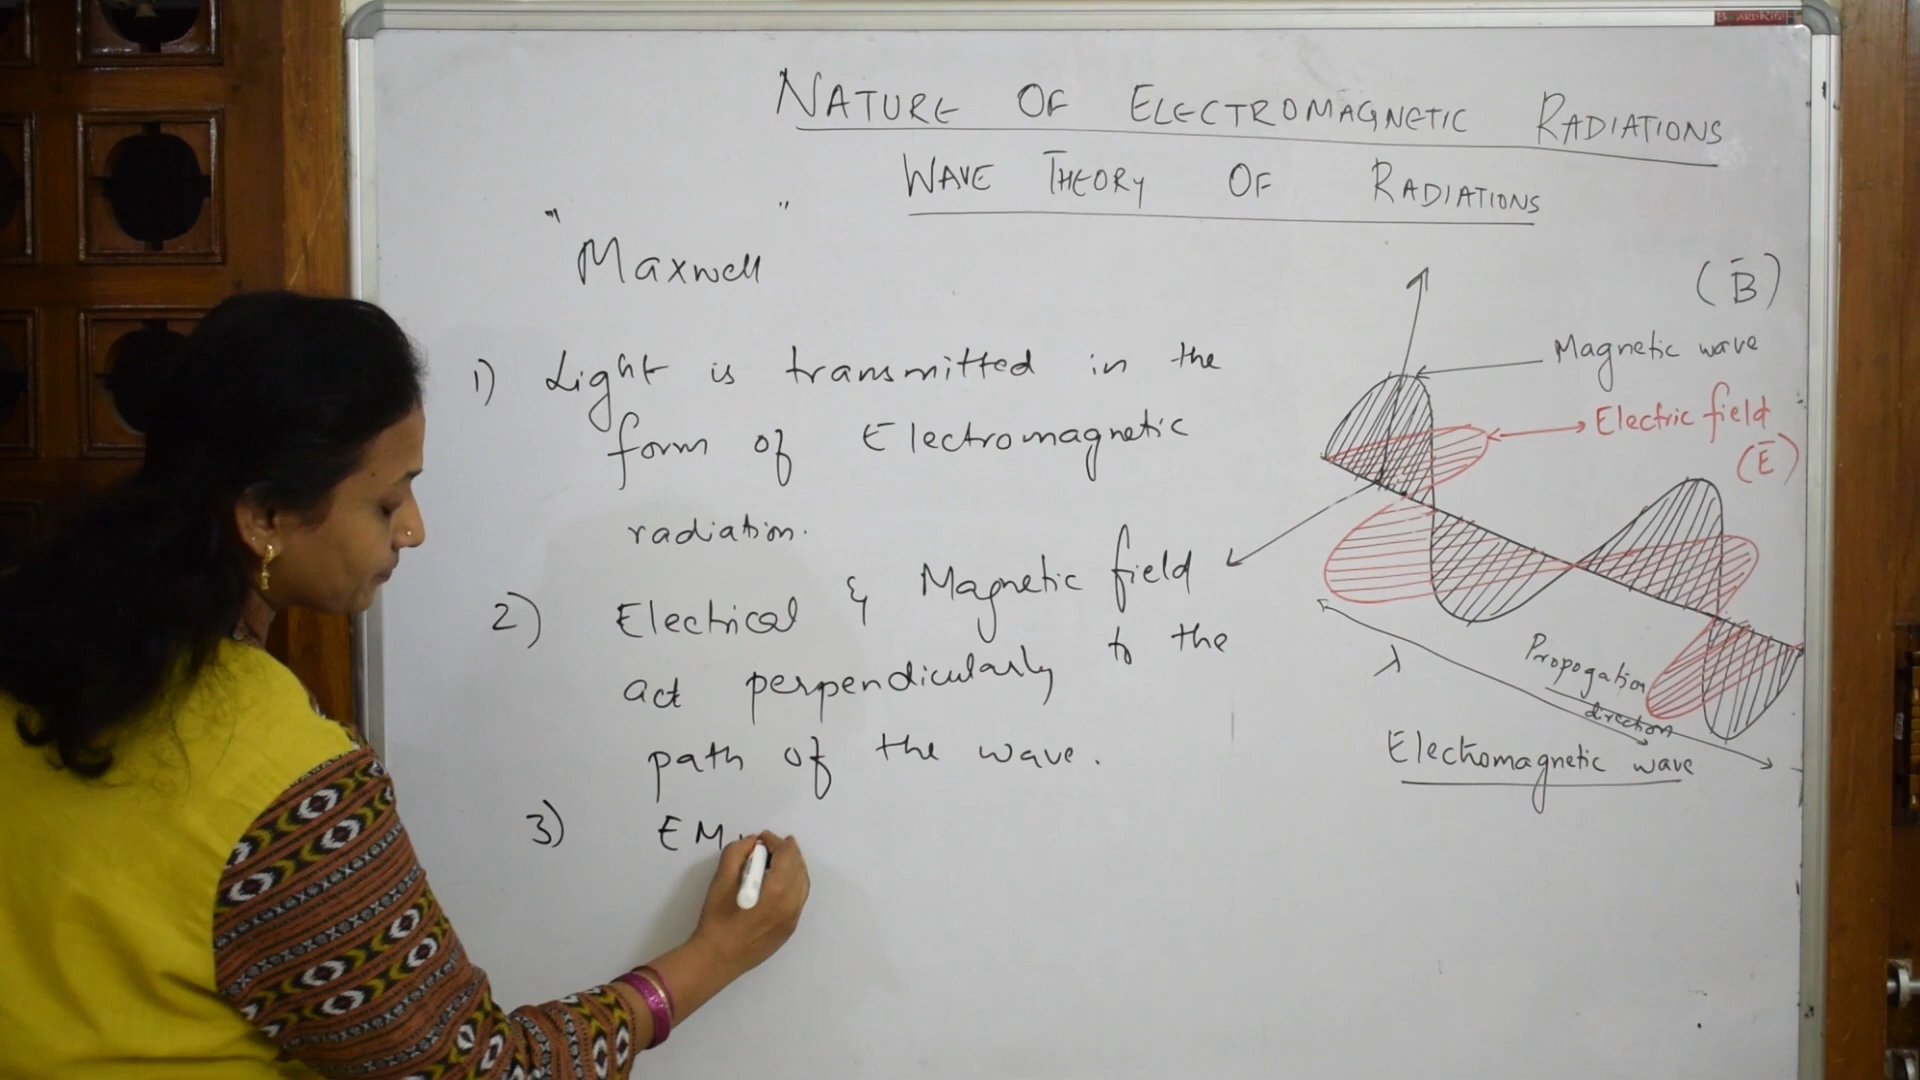 NATURE OF ELECTROMAGNETIC RADIATIONS
WAVE THEORY OF RADIATIONS
"Maxwell"
1) Light is transmitted in the
form of Electromagnetic
radiation.
2) Electrical & Magnetic field
act perpendicularly to the
path of the wave.
3) EM
(B̄)
Magnetic wave
Electric field
(Ē)
λ
Propogation
direction
Electromagnetic wave